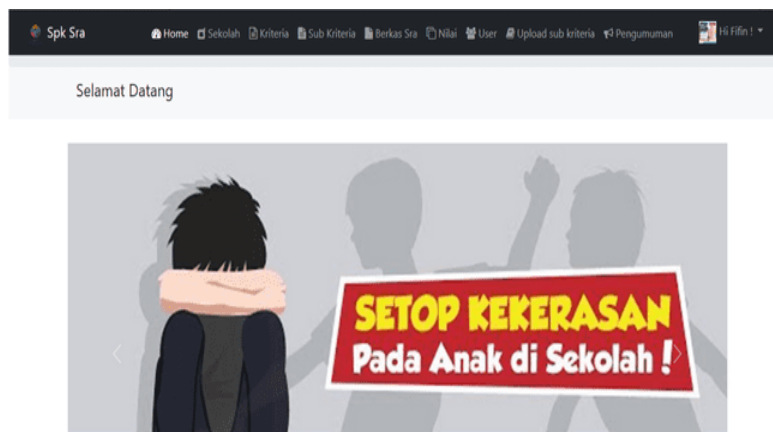 Spk Sra Home Sekolah Kriteria Sub Kriteria Berkas Sra Nilai User Upload sub kriteria Pengumuman Hi Fifin !
Selamat Datang
SETOP KEKERASAN
Pada Anak di Sekolah !